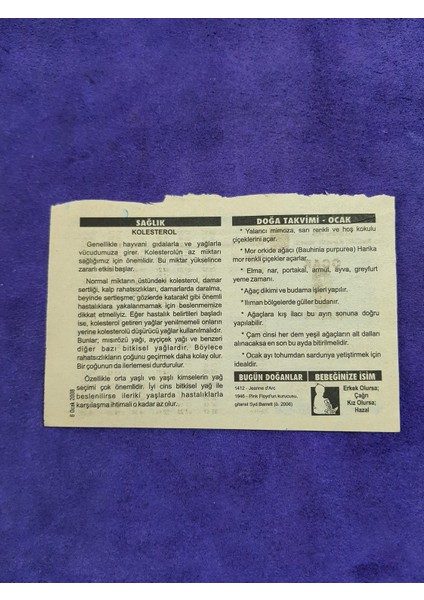 SAĞLIK
KOLESTEROL
Genellikle hayvani gıdalarla ve yağlarla
vücudumuza girer. Kolesterolün az miktarı
sağlığımız için önemlidir. Bu miktar yükselince
zararlı etkisi başlar...
Normal miktarın üstündeki kolesterol, damar
sertliği, kalp rahatsızlıkları, damarlarda daralma,
beyinde sertleşme; gözlerde katarakt gibi önemli
hastalıklara yakalanmamak için beslenmemize
dikkat etmeliyiz. Eğer hastalık belirtileri başladı
ise, kolesterol getiren yağlar yenilmemeli onların
yerine kolesterolü düşürücü yağlar kullanılmalıdır.
Bunlar; mısırözü yağı, ayçiçek yağı ve benzeri
diğer bazı bitkisel yağlardır. Böylece
rahatsızlıkların çoğunu geçirmek daha kolay olur.
Bir çoğunun da ilerlemesi durdurulur.
Özellikle orta yaşlı ve yaşlı kimselerin yağ
seçimi çok önemlidir. İyi cins bitkisel yağ ile
beslenilirse ileriki yaşlarda hastalıklarla
karşılaşma ihtimali o kadar az olur...
6 Ocak 2008
DOĞA TAKVİMİ - OCAK
* Yalancı mimoza, sarı renkli ve hoş kokulu
çiçeklerini açar.
* Mor orkide ağacı (Bauhinia purpurea) Harika
mor renkli çiçekler açarlar.
* Elma, nar, portakal, armut, ayva, greyfurt
yeme zamanı.
* Ağaç dikimi ve budama işleri yapılır.
* Ilıman bölgelerde güller budanır.
* Ağaçlara kış ilacı bu ayın sonuna doğru
yapılabilir.
* Çam cinsi her dem yeşil ağaçların alt dalları
alınacaksa en son bu ayda bitirilmelidir.
* Ocak ayı tohumdan sardunya yetiştirmek için
idealdir.
BUGÜN DOĞANLAR
1412 - Jeanne d'Arc
1946 - Pink Floyd'un kurucusu,
gitarist Syd Barrett (ö. 2006)
BEBEĞİNİZE İSİM
Erkek Olursa;
Çağrı
Kız Olursa;
Hazal